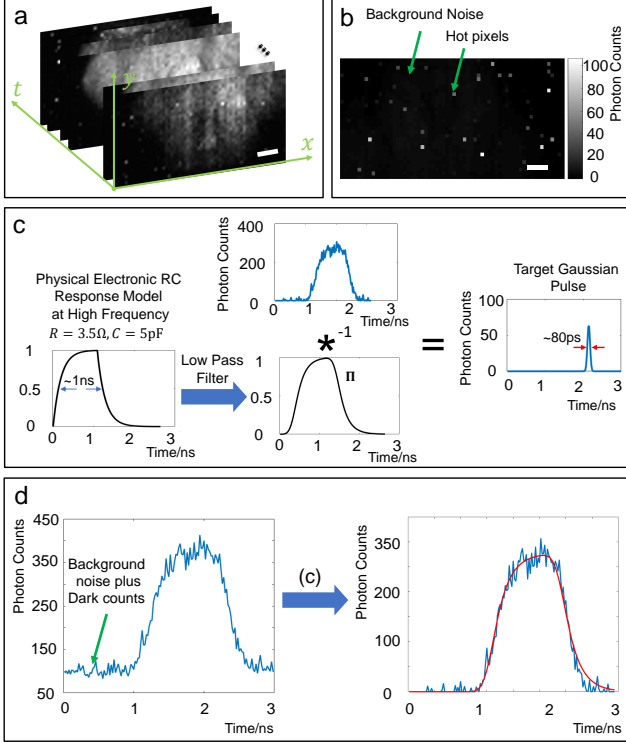 a
t
y
x
b
Background Noise
Hot pixels
100
80
60
40
20
0
Photon Counts
c
Physical Electronic RC
Response Model
at High Frequency
R = 3.5Ω, C = 5pF
1
0.5
0
~1ns
0 1 2 3
Time/ns
Low Pass
Filter
400
200
0
Photon Counts
0 1 2 3
Time/ns
*-1
1
0.5
0
Π
0 1 2 3
Time/ns
=
Target Gaussian
Pulse
100
50
0
Photon Counts
~80ps
0 1 2 3
Time/ns
d
450
350
250
150
50
Photon Counts
Background
noise plus
Dark counts
0 1 2 3
Time/ns
(c)
350
200
100
0
Photon Counts
0 1 2 3
Time/ns